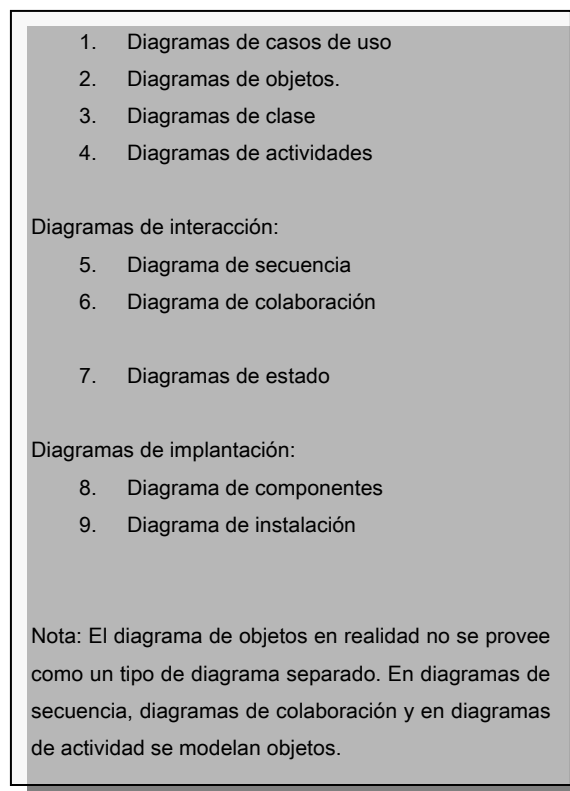 1. Diagramas de casos de uso
2. Diagramas de objetos.
3. Diagramas de clase
4. Diagramas de actividades
Diagramas de interacción:
5. Diagrama de secuencia
6. Diagrama de colaboración
7. Diagramas de estado
Diagramas de implantación:
8. Diagrama de componentes
9. Diagrama de instalación
Nota: El diagrama de objetos en realidad no se provee
como un tipo de diagrama separado. En diagramas de
secuencia, diagramas de colaboración y en diagramas
de actividad se modelan objetos.